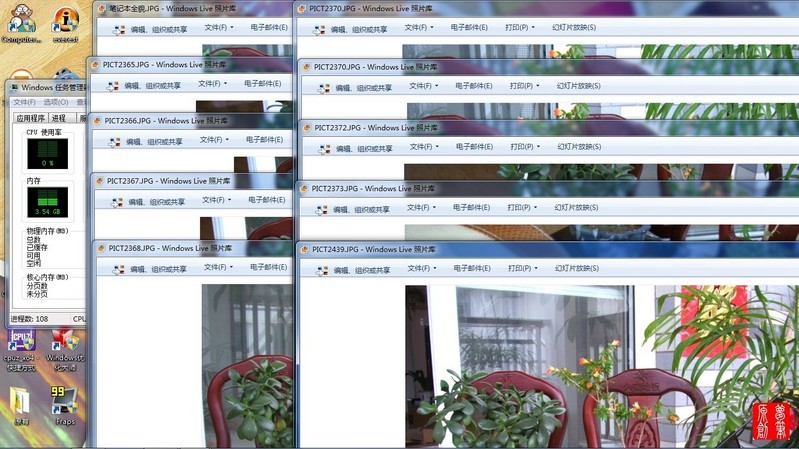 Computer...
everest
Windows 任务管理器
文件(F) 选项(O) 查
应用程序 进程 服
CPU 使用率
0 %
内存
3.54 GB
物理内存(MB)
总数
已缓存
可用
空闲
核心内存(MB)
分页数
未分页
进程数: 108 CPU
cpuz_x64 - 快捷方式
Windows优化大师
99
Fraps
笔记本全貌.JPG - Windows Live 照片库
编辑、组织或共享 文件(F) 电子邮件(E)
PICT2365.JPG - Windows Live 照片库
编辑、组织或共享 文件(F) 电子邮件(E)
PICT2366.JPG - Windows Live 照片库
编辑、组织或共享 文件(F) 电子邮件(E)
PICT2367.JPG - Windows Live 照片库
编辑、组织或共享 文件(F) 电子邮件(E)
PICT2368.JPG - Windows Live 照片库
编辑、组织或共享 文件(F) 电子邮件(E)
PICT2370.JPG - Windows Live 照片库
编辑、组织或共享 文件(F) 电子邮件(E) 打印(P) 幻灯片放映(S)
PICT2370.JPG - Windows Live 照片库
编辑、组织或共享 文件(F) 电子邮件(E) 打印(P) 幻灯片放映(S)
PICT2372.JPG - Windows Live 照片库
编辑、组织或共享 文件(F) 电子邮件(E) 打印(P) 幻灯片放映(S)
PICT2373.JPG - Windows Live 照片库
编辑、组织或共享 文件(F) 电子邮件(E) 打印(P) 幻灯片放映(S)
PICT2439.JPG - Windows Live 照片库
编辑、组织或共享 文件(F) 电子邮件(E) 打印(P) 幻灯片放映(S)
原创